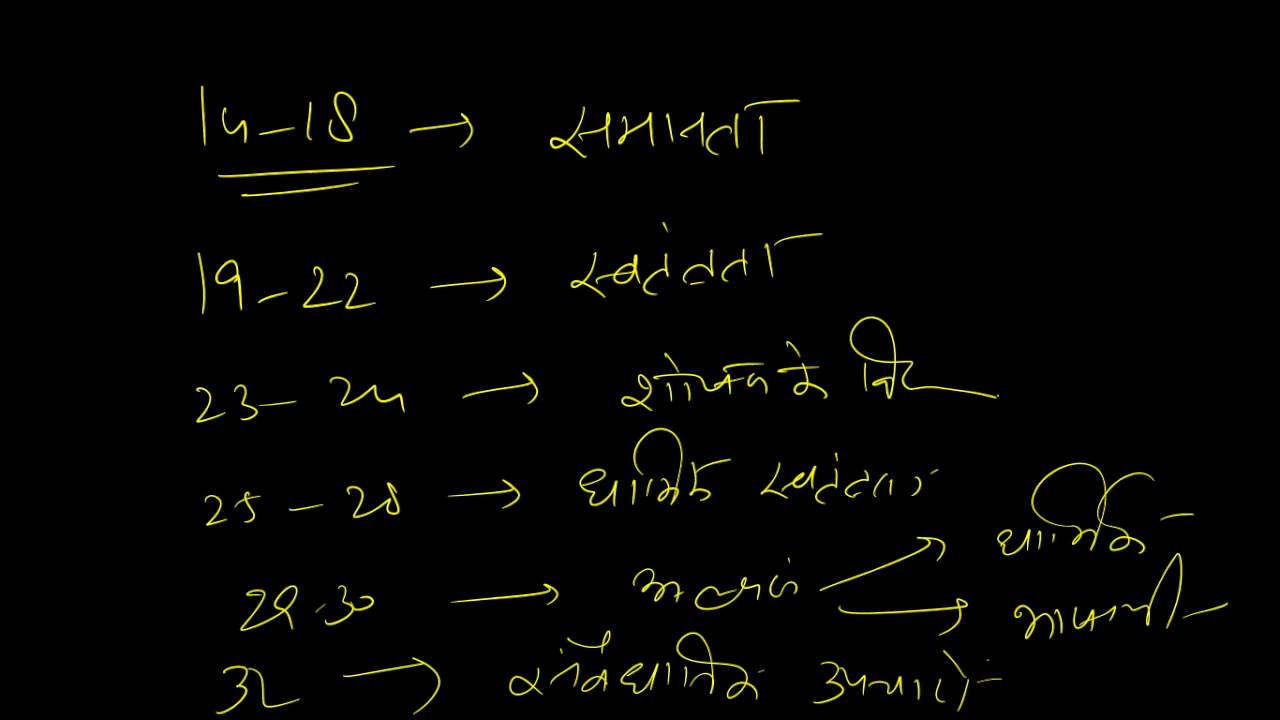 14-18 → समानता
19-22 → स्वतंत्रता
23-24 → शोषण के वि
25-28 → धार्मिक स्वतंत्रता
29-30 → अल्पसं → धार्मिक
→ भाषायी
32 → संवैधानिक उपचारो